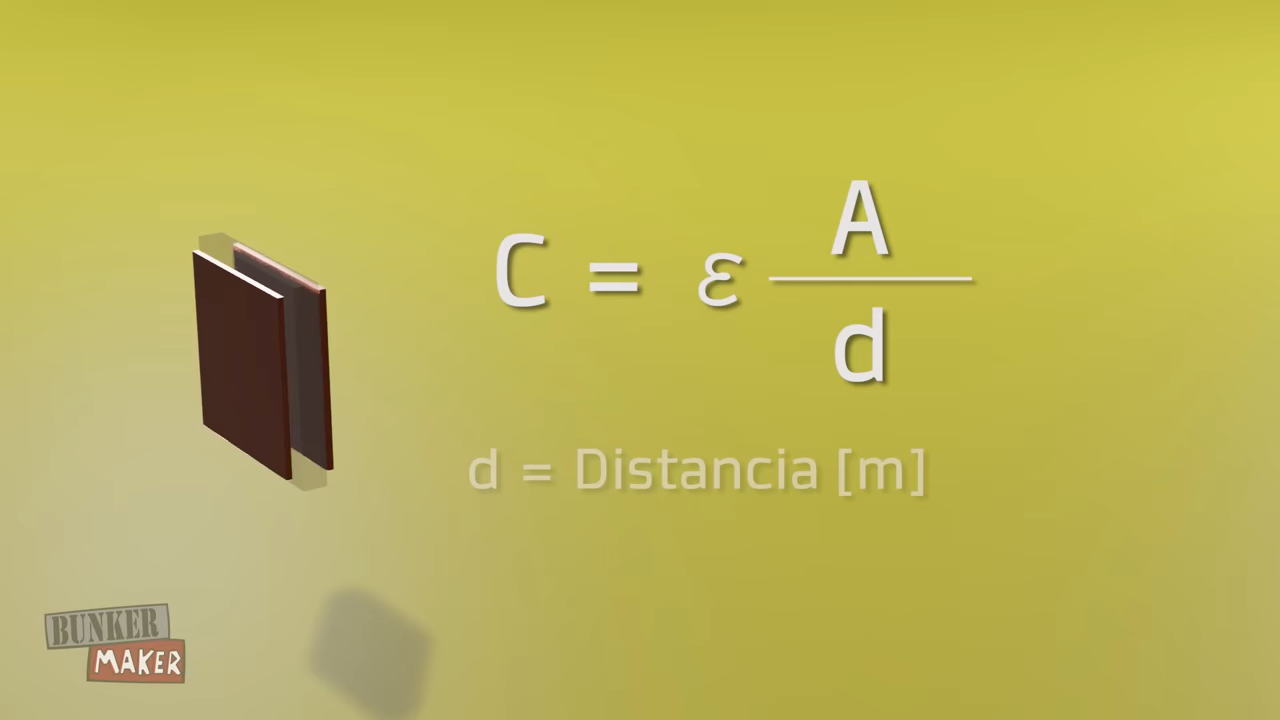 C = ε A / d
d = Distancia [m]
BUNKER
MAKER